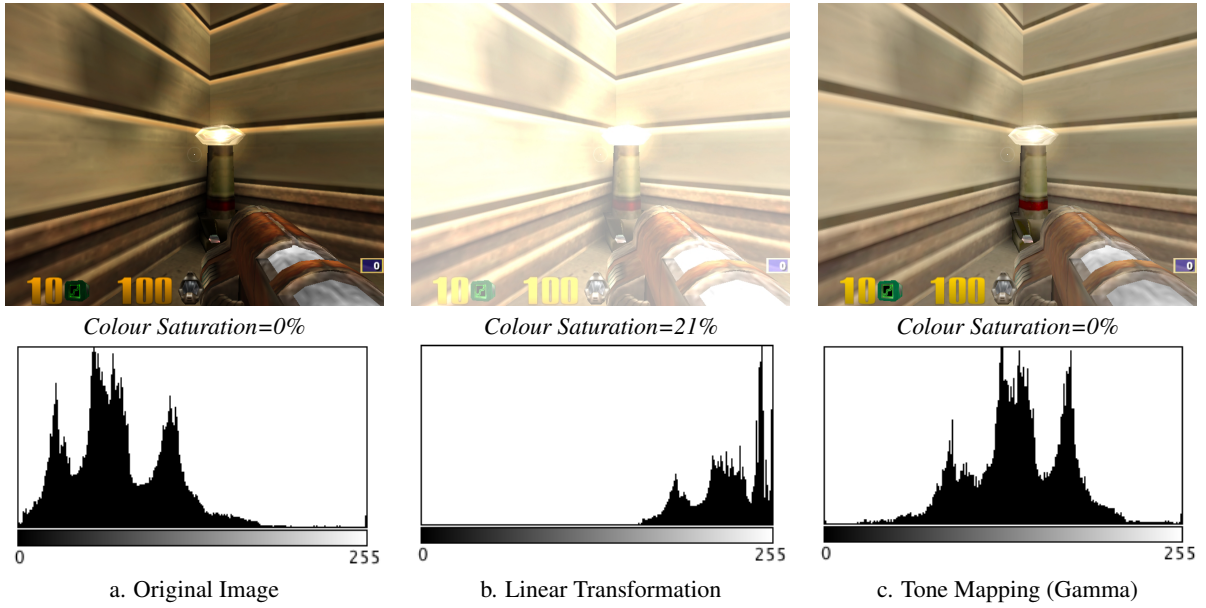 10 100 0
10 100 0
10 100 0
Colour Saturation=0%
Colour Saturation=21%
Colour Saturation=0%
0 255
0 255
0 255
a. Original Image
b. Linear Transformation
c. Tone Mapping (Gamma)